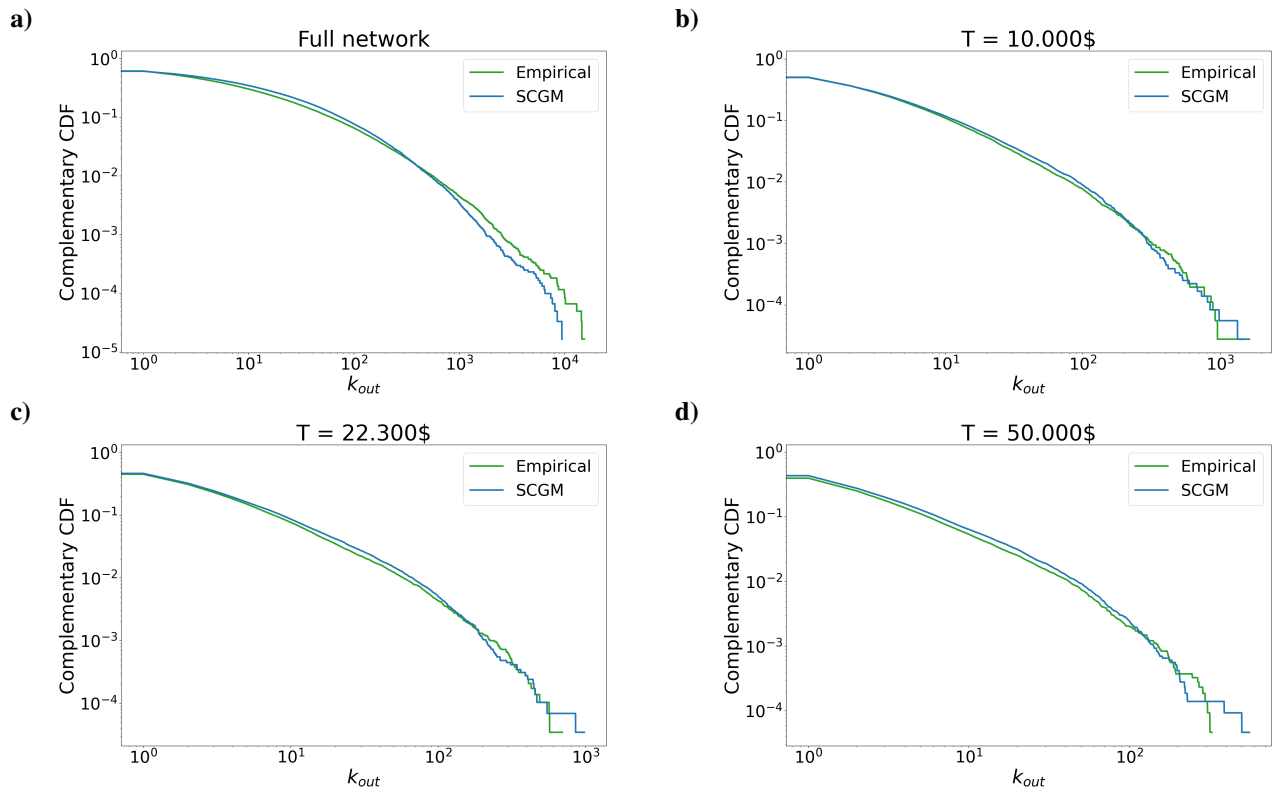 a)
Full network
Complementary CDF
10^0
10^-1
10^-2
10^-3
10^-4
10^-5
Empirical
SCGM
10^0 10^1 10^2 10^3 10^4
k_out
b)
T = 10.000$
Complementary CDF
10^0
10^-1
10^-2
10^-3
10^-4
Empirical
SCGM
10^0 10^1 10^2 10^3
k_out
c)
T = 22.300$
Complementary CDF
10^0
10^-1
10^-2
10^-3
10^-4
Empirical
SCGM
10^0 10^1 10^2 10^3
k_out
d)
T = 50.000$
Complementary CDF
10^0
10^-1
10^-2
10^-3
10^-4
Empirical
SCGM
10^0 10^1 10^2
k_out